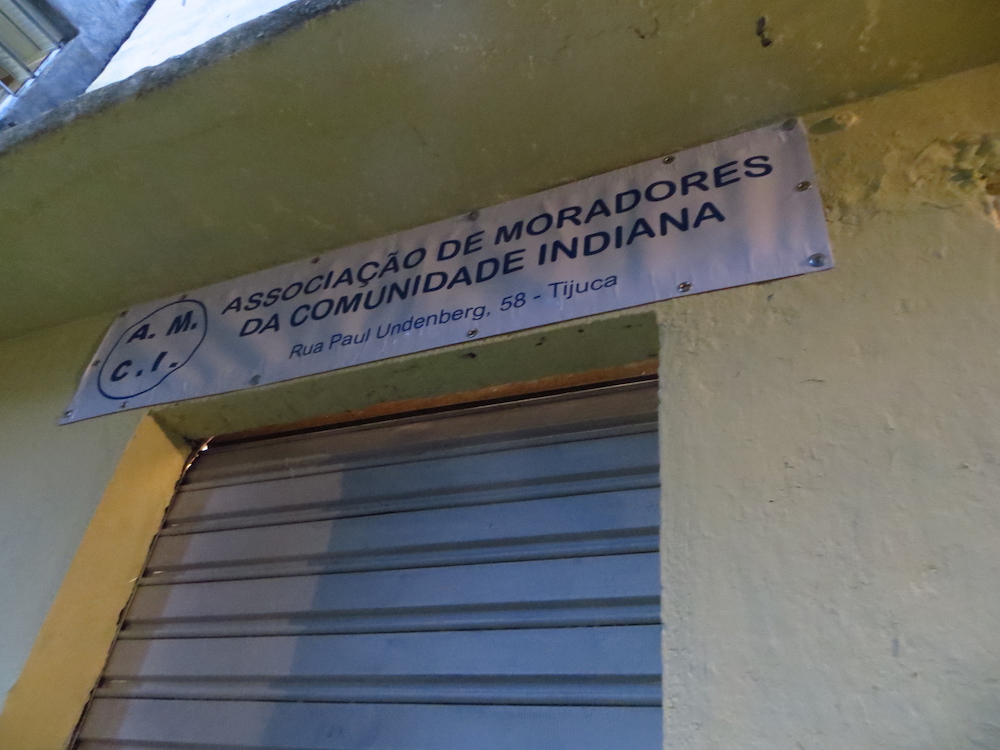 A. M.
C. I.
ASSOCIAÇÃO DE MORADORES
DA COMUNIDADE INDIANA
Rua Paul Undenberg, 58 - Tijuca